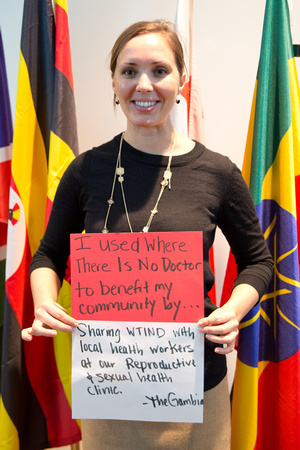 I Used Where
There Is No Doctor
to benefit my
community by...
Sharing WTIND with
local health workers
at our Reproductive
& sexual health
clinic.
-The Gambia